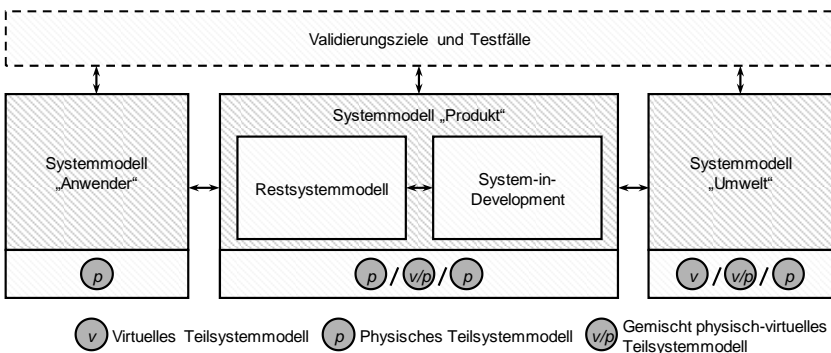 Validierungsziele und Testfälle
Systemmodell „Produkt“
Systemmodell
„Anwender“
Restsystemmodell
System-in-
Development
Systemmodell
„Umwelt“
p
p / v/p / p
v / v/p / p
v Virtuelles Teilsystemmodell
p Physisches Teilsystemmodell
v/p Gemischt physisch-virtuelles
Teilsystemmodell